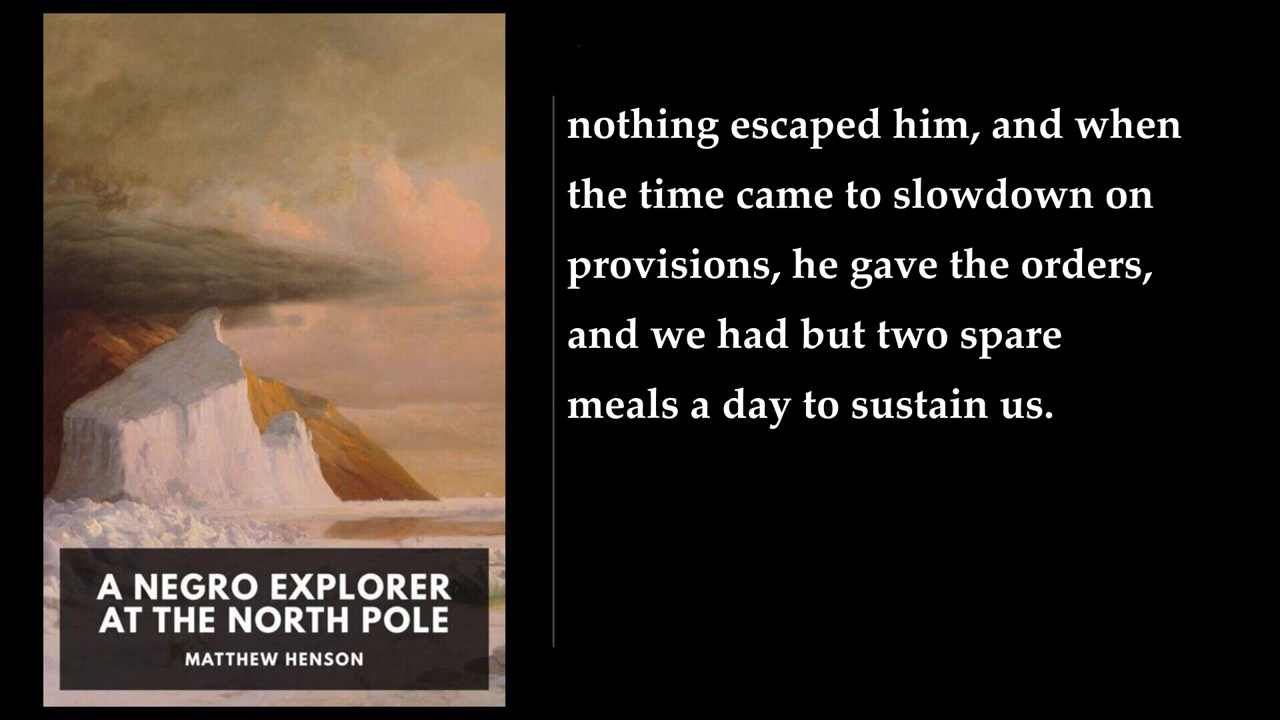 nothing escaped him, and when
the time came to slowdown on
provisions, he gave the orders,
and we had but two spare
meals a day to sustain us.
A NEGRO EXPLORER
AT THE NORTH POLE
MATTHEW HENSON